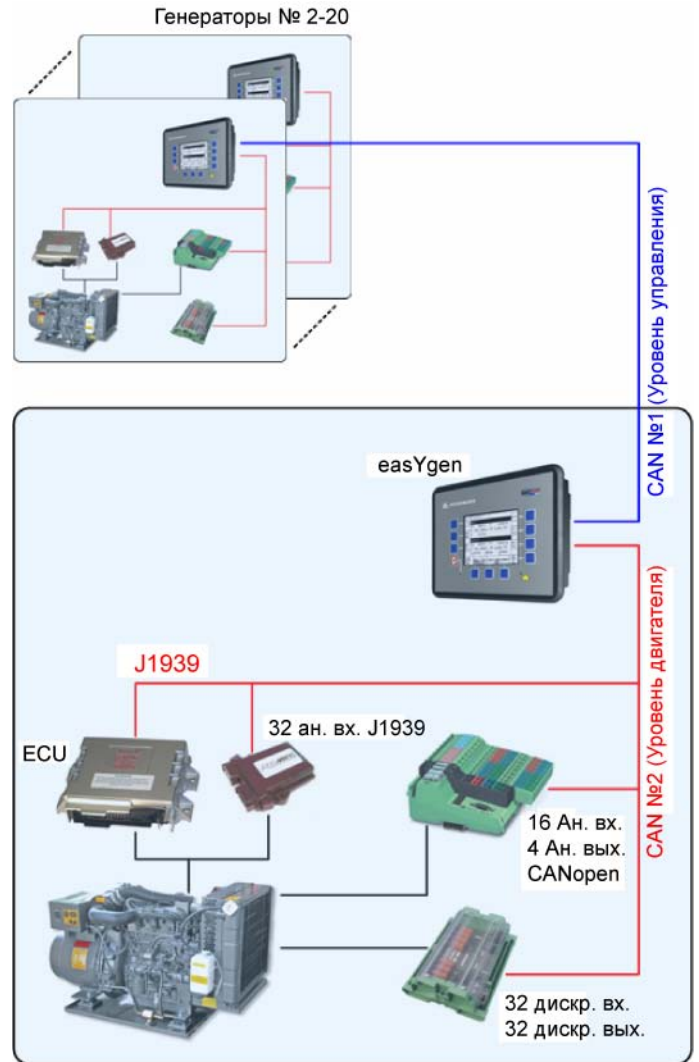 Генераторы № 2-20
CAN №1 (Уровень управления)
easYgen
CAN №2 (Уровень двигателя)
J1939
32 ан. вх. J1939
ECU
16 Ан. вх.
4 Ан. вых.
CANopen
32 дискр. вх.
32 дискр. вых.